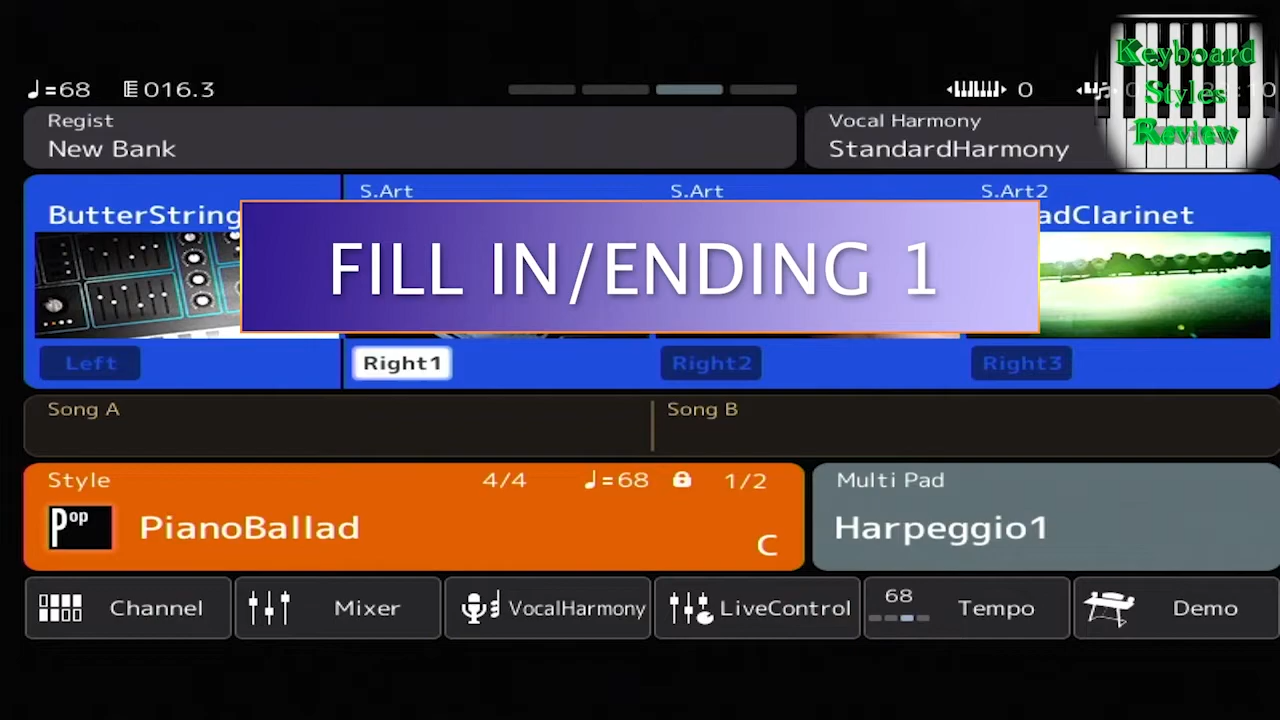 ♩=68 016.3
0
Keyboard
Styles
Review
Regist
New Bank
Vocal Harmony
StandardHarmony
S.Art
S.Art
S.Art2
ButterString
adClarinet
FILL IN/ENDING 1
Left
Right1
Right2
Right3
Song A
Song B
Style
4/4 ♩=68 1/2
Pop
PianoBallad
C
Multi Pad
Harpeggio1
Channel
Mixer
VocalHarmony
LiveControl
68
Tempo
Demo